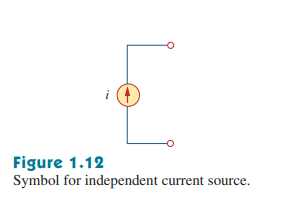 i
Figure 1.12
Symbol for independent current source.